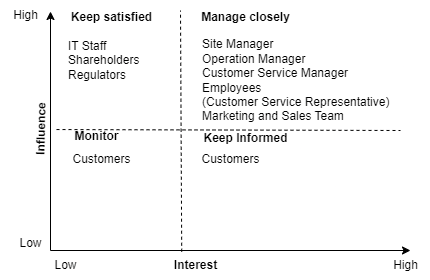 High
Keep satisfied
Manage closely
IT Staff
Shareholders
Regulators
Site Manager
Operation Manager
Customer Service Manager
Employees
(Customer Service Representative)
Marketing and Sales Team
Influence
Monitor
Keep Informed
Customers
Customers
Low
Low
Interest
High